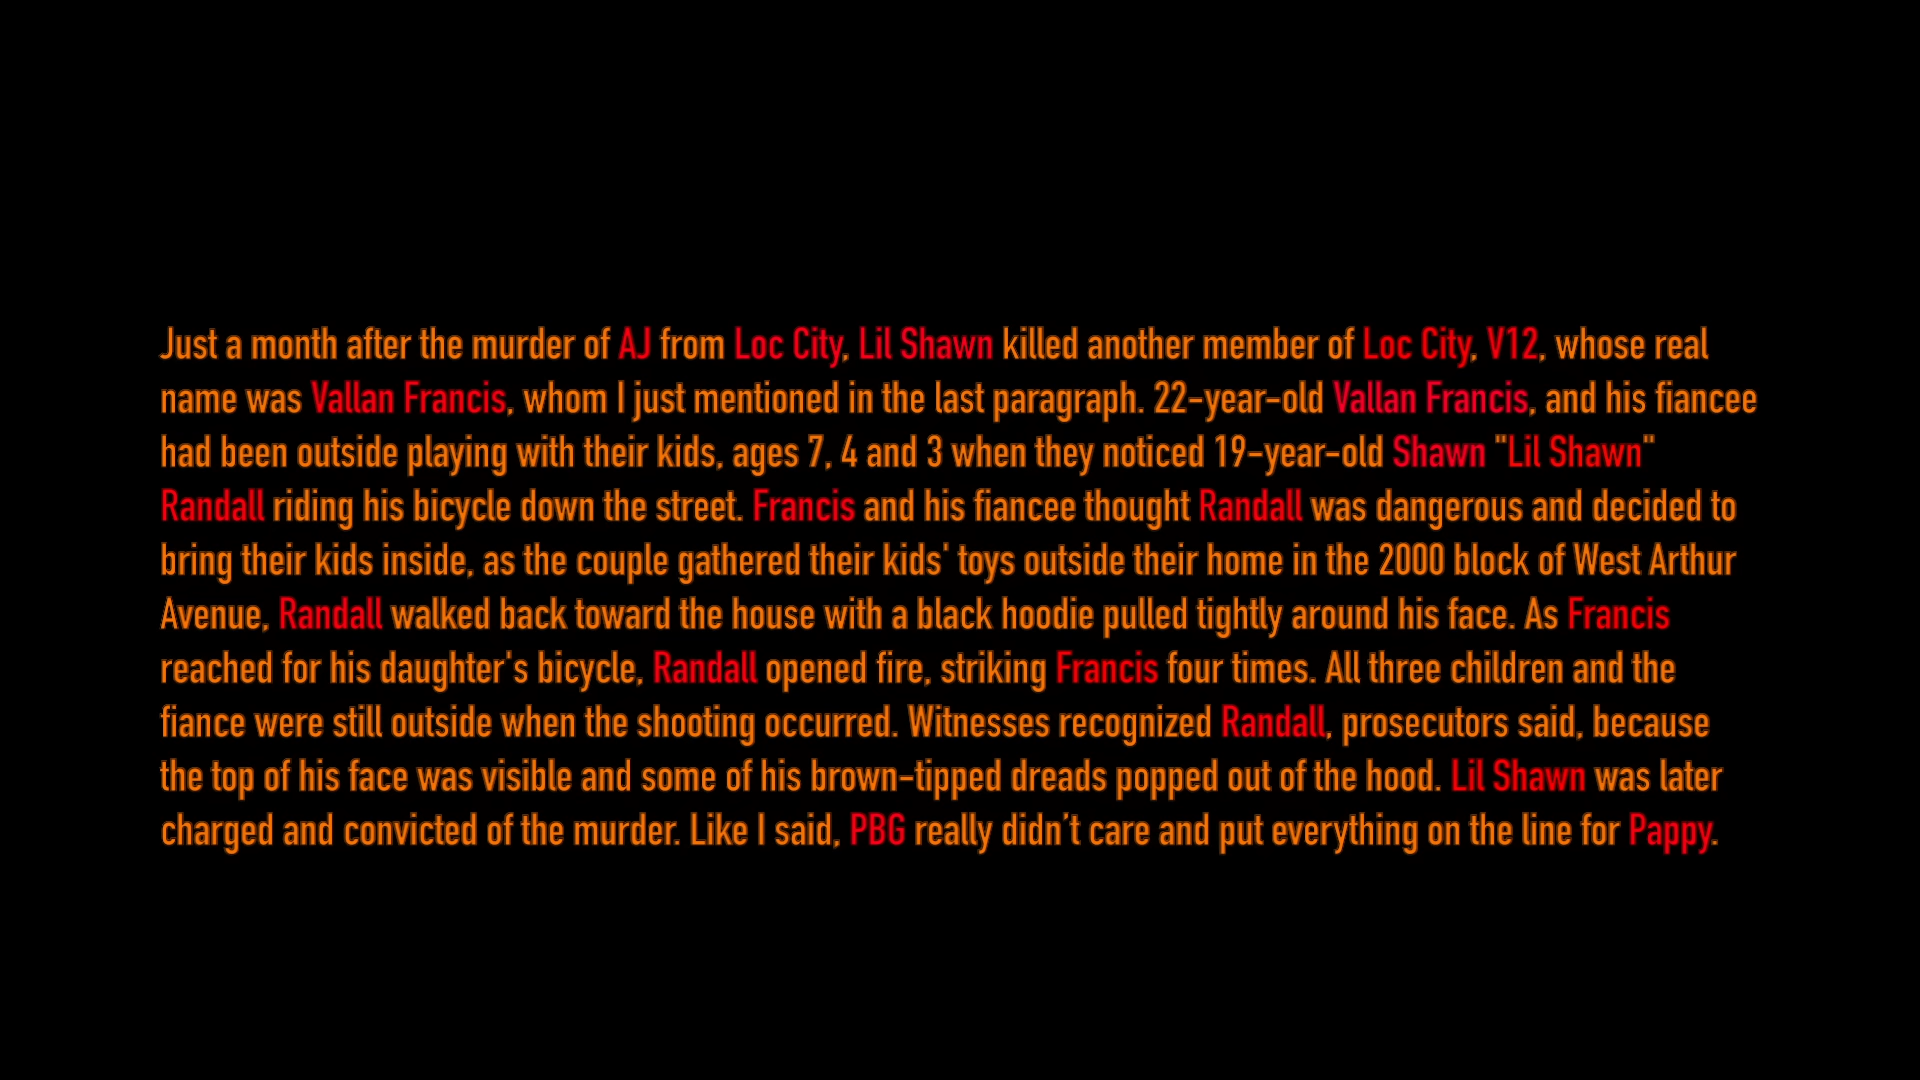 Just a month after the murder of AJ from Loc City, Lil Shawn killed another member of Loc City, V12, whose real
name was Vallan Francis, whom I just mentioned in the last paragraph. 22-year-old Vallan Francis, and his fiancee
had been outside playing with their kids, ages 7, 4 and 3 when they noticed 19-year-old Shawn "Lil Shawn"
Randall riding his bicycle down the street. Francis and his fiancee thought Randall was dangerous and decided to
bring their kids inside, as the couple gathered their kids' toys outside their home in the 2000 block of West Arthur
Avenue, Randall walked back toward the house with a black hoodie pulled tightly around his face. As Francis
reached for his daughter's bicycle, Randall opened fire, striking Francis four times. All three children and the
fiance were still outside when the shooting occurred. Witnesses recognized Randall, prosecutors said, because
the top of his face was visible and some of his brown-tipped dreads popped out of the hood. Lil Shawn was later
charged and convicted of the murder. Like I said, PBG really didn’t care and put everything on the line for Pappy.